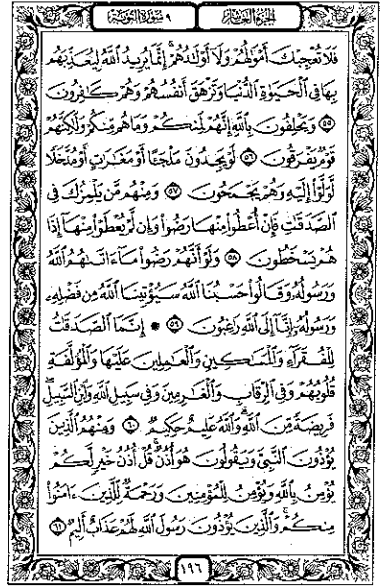 الجزء العاشر ٩ سورة التوبة
فَلَا تُعْجِبْكَ أَمْوَٰلُهُمْ وَلَآ أَوْلَـٰدُهُمْ ۚ إِنَّمَا يُرِيدُ ٱللَّهُ لِيُعَذِّبَهُم
بِهَا فِى ٱلْحَيَوٰةِ ٱلدُّنْيَا وَتَزْهَقَ أَنفُسُهُمْ وَهُمْ كَـٰفِرُونَ
٥٥ وَيَحْلِفُونَ بِٱللَّهِ إِنَّهُمْ لَمِنكُمْ وَمَا هُم مِّنكُمْ وَلَـٰكِنَّهُمْ
قَوْمٌ يَفْرَقُونَ ٥٦ لَوْ يَجِدُونَ مَلْجَـًٔا أَوْ مَغَـٰرَٰتٍ أَوْ مُدَّخَلًا
لَّوَلَّوْا۟ إِلَيْهِ وَهُمْ يَجْمَحُونَ ٥٧ وَمِنْهُم مَّن يَلْمِزُكَ فِى
ٱلصَّدَقَـٰتِ فَإِنْ أُعْطُوا۟ مِنْهَا رَضُوا۟ وَإِن لَّمْ يُعْطَوْا۟ مِنْهَآ إِذَا
هُمْ يَسْخَطُونَ ٥٨ وَلَوْ أَنَّهُمْ رَضُوا۟ مَآ ءَاتَىٰهُمُ ٱللَّهُ
وَرَسُولُهُۥ وَقَالُوا۟ حَسْبُنَا ٱللَّهُ سَيُؤْتِينَا ٱللَّهُ مِن فَضْلِهِۦ
وَرَسُولُهُۥٓ إِنَّآ إِلَى ٱللَّهِ رَٰغِبُونَ ٥٩ * إِنَّمَا ٱلصَّدَقَـٰتُ
لِلْفُقَرَآءِ وَٱلْمَسَـٰكِينِ وَٱلْعَـٰمِلِينَ عَلَيْهَا وَٱلْمُؤَلَّفَةِ
قُلُوبُهُمْ وَفِى ٱلرِّقَابِ وَٱلْغَـٰرِمِينَ وَفِى سَبِيلِ ٱللَّهِ وَٱبْنِ ٱلسَّبِيلِ ۖ
فَرِيضَةً مِّنَ ٱللَّهِ ۗ وَٱللَّهُ عَلِيمٌ حَكِيمٌ ٦٠ وَمِنْهُمُ ٱلَّذِينَ
يُؤْذُونَ ٱلنَّبِىَّ وَيَقُولُونَ هُوَ أُذُنٌ ۚ قُلْ أُذُنُ خَيْرٍ لَّكُمْ
يُؤْمِنُ بِٱللَّهِ وَيُؤْمِنُ لِلْمُؤْمِنِينَ وَرَحْمَةٌ لِّلَّذِينَ ءَامَنُوا۟
مِنكُمْ ۚ وَٱلَّذِينَ يُؤْذُونَ رَسُولَ ٱللَّهِ لَهُمْ عَذَابٌ أَلِيمٌ ٦١
١٩٦